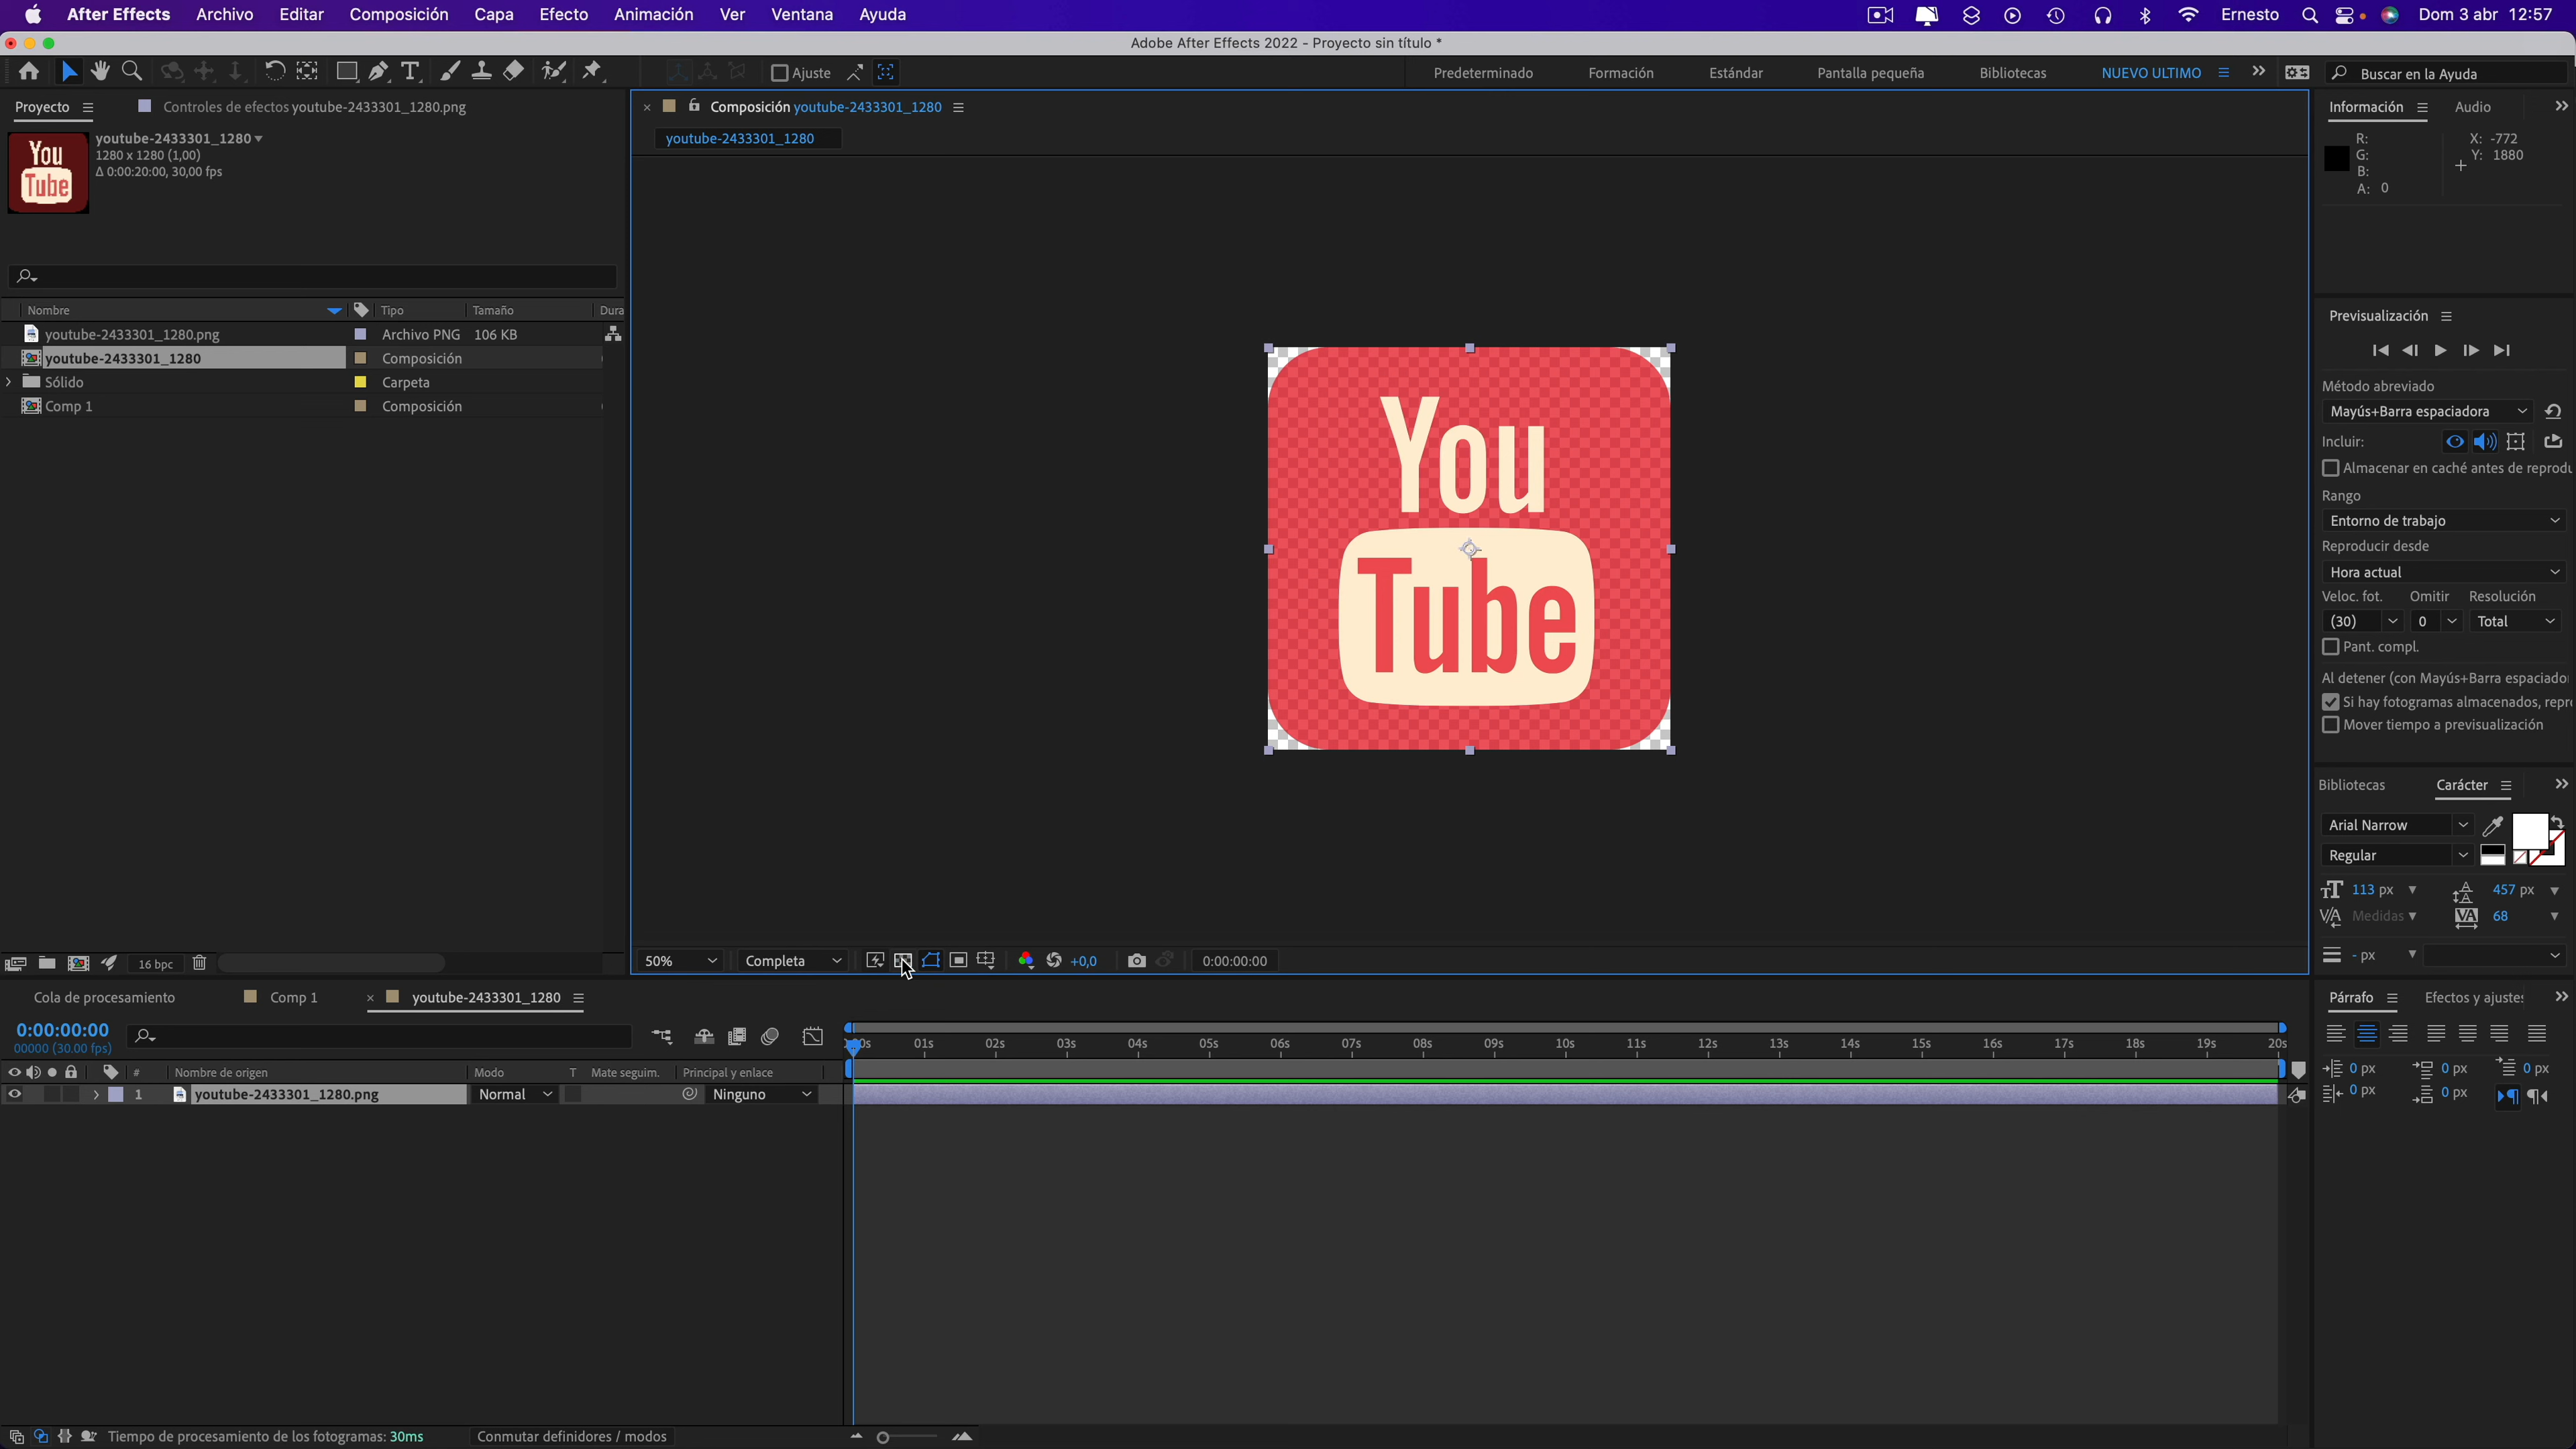 After Effects Archivo Editar Composición Capa Efecto Animación Ver Ventana Ayuda Ernesto Dom 3 abr 12:57
Adobe After Effects 2022 - Proyecto sin título *
Ajuste Predeterminado Formación Estándar Pantalla pequeña Bibliotecas NUEVO ULTIMO Buscar en la Ayuda
Proyecto Controles de efectos youtube-2433301_1280.png
youtube-2433301_1280
1280 x 1280 (1,00)
Δ 0:00:20:00, 30,00 fps
You
Tube
Nombre Tipo Tamaño Dura
youtube-2433301_1280.png Archivo PNG 106 KB
youtube-2433301_1280 Composición
Sólido Carpeta
Comp 1 Composición
16 bpc
Composición youtube-2433301_1280
youtube-2433301_1280
You
Tube
50% Completa +0,0 0:00:00:00
Información Audio
R: X: -772
G: Y: 1880
B:
A: 0
Previsualización
Método abreviado
Mayús+Barra espaciadora
Incluir:
Almacenar en caché antes de reprodu
Rango
Entorno de trabajo
Reproducir desde
Hora actual
Veloc. fot. Omitir Resolución
(30) 0 Total
Pant. compl.
Al detener (con Mayús+Barra espaciado
Si hay fotogramas almacenados, repr
Mover tiempo a previsualización
Bibliotecas Carácter
Arial Narrow
Regular
113 px 457 px
Medidas 68
- px
Párrafo Efectos y ajustes
0 px 0 px 0 px
0 px 0 px
Cola de procesamiento Comp 1 youtube-2433301_1280
0:00:00:00
00000 (30.00 fps)
0s 01s 02s 03s 04s 05s 06s 07s 08s 09s 10s 11s 12s 13s 14s 15s 16s 17s 18s 19s 20s
# Nombre de origen Modo T Mate seguim. Principal y enlace
1 youtube-2433301_1280.png Normal Ninguno
Tiempo de procesamiento de los fotogramas: 30ms Conmutar definidores / modos